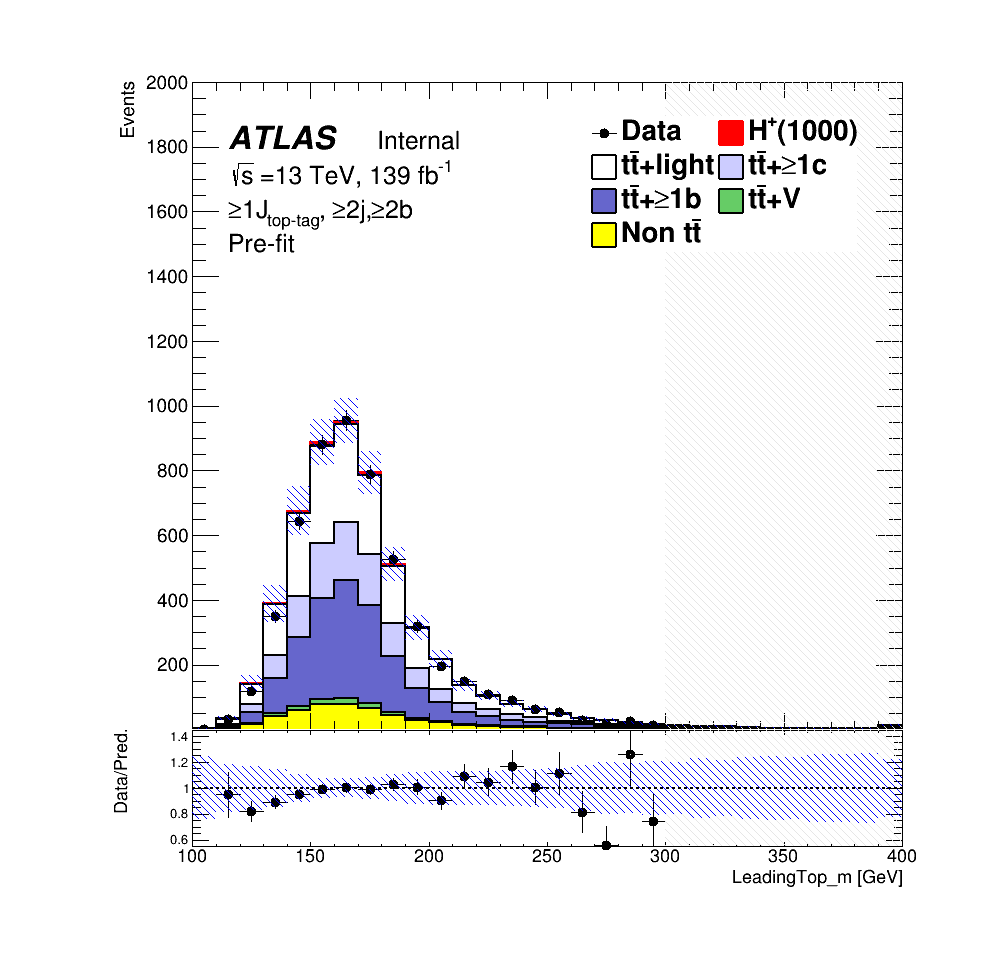 Events
2000
1800
1600
1400
1200
1000
800
600
400
200
ATLAS Internal
√s =13 TeV, 139 fb⁻¹
≥1J_top-tag, ≥2j,≥2b
Pre-fit
Data H⁺(1000)
tt̄+light tt̄+≥1c
tt̄+≥1b tt̄+V
Non tt̄
Data/Pred.
1.4
1.2
1
0.8
0.6
100 150 200 250 300 350 400
LeadingTop_m [GeV]